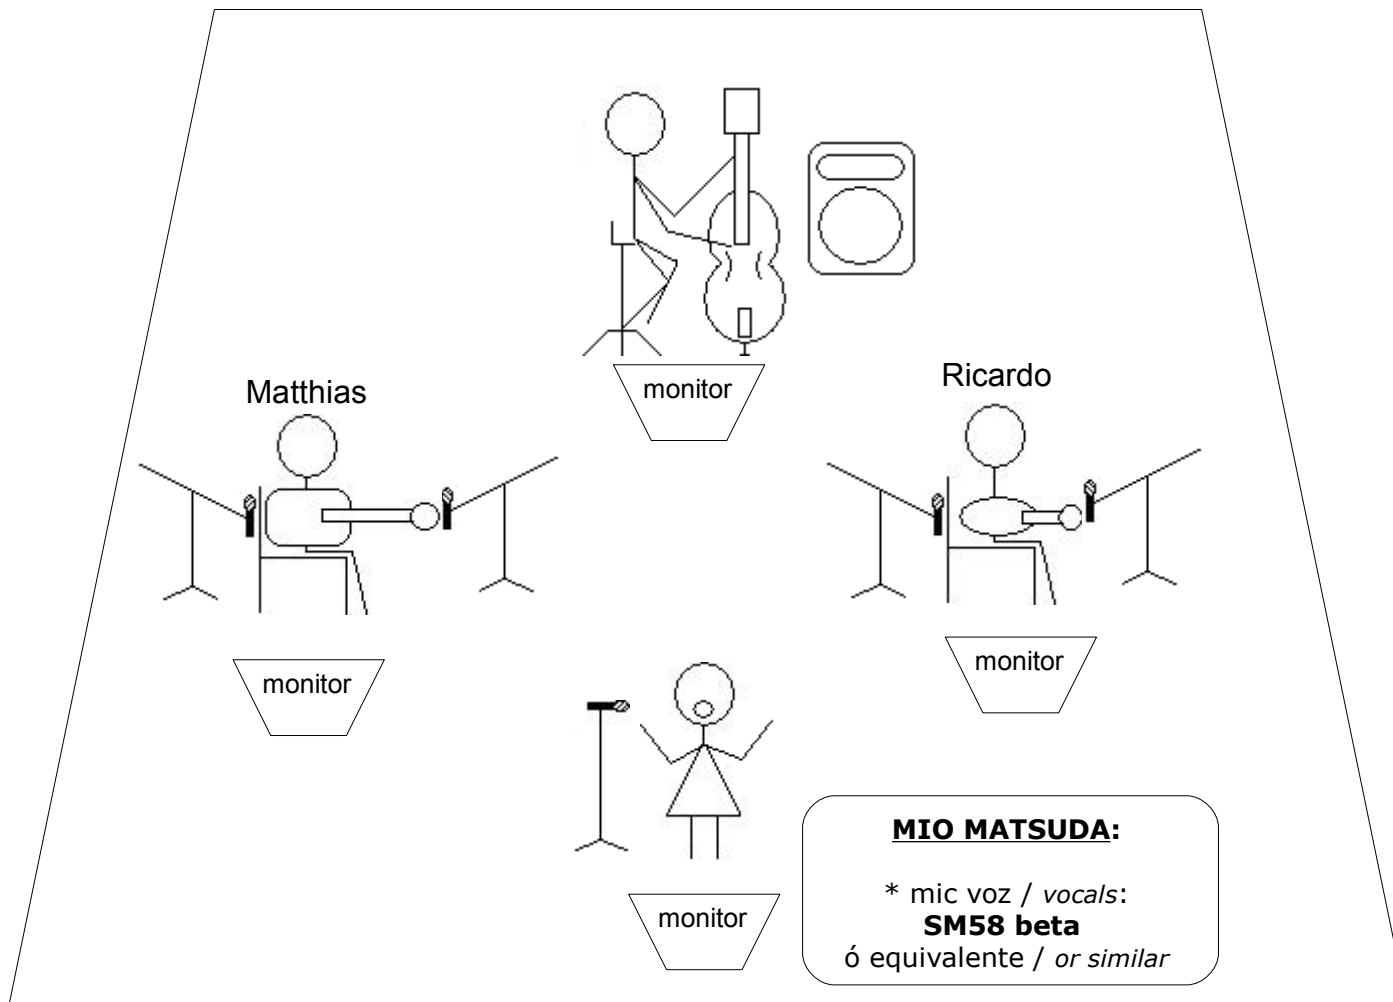 monitor
Matthias
Ricardo
monitor
monitor
monitor
MIO MATSUDA:
* mic voz / vocals:
SM58 beta
ó equivalente / or similar